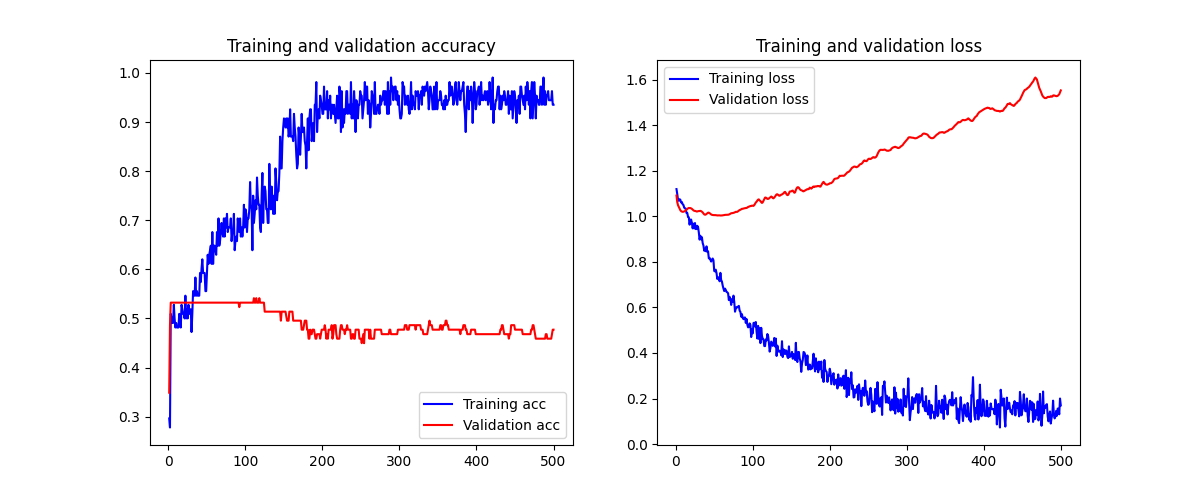 Training and validation accuracy
1.0
0.9
0.8
0.7
0.6
0.5
0.4
0.3
0 100 200 300 400 500
Training acc
Validation acc
Training and validation loss
1.6
1.4
1.2
1.0
0.8
0.6
0.4
0.2
0.0
0 100 200 300 400 500
Training loss
Validation loss